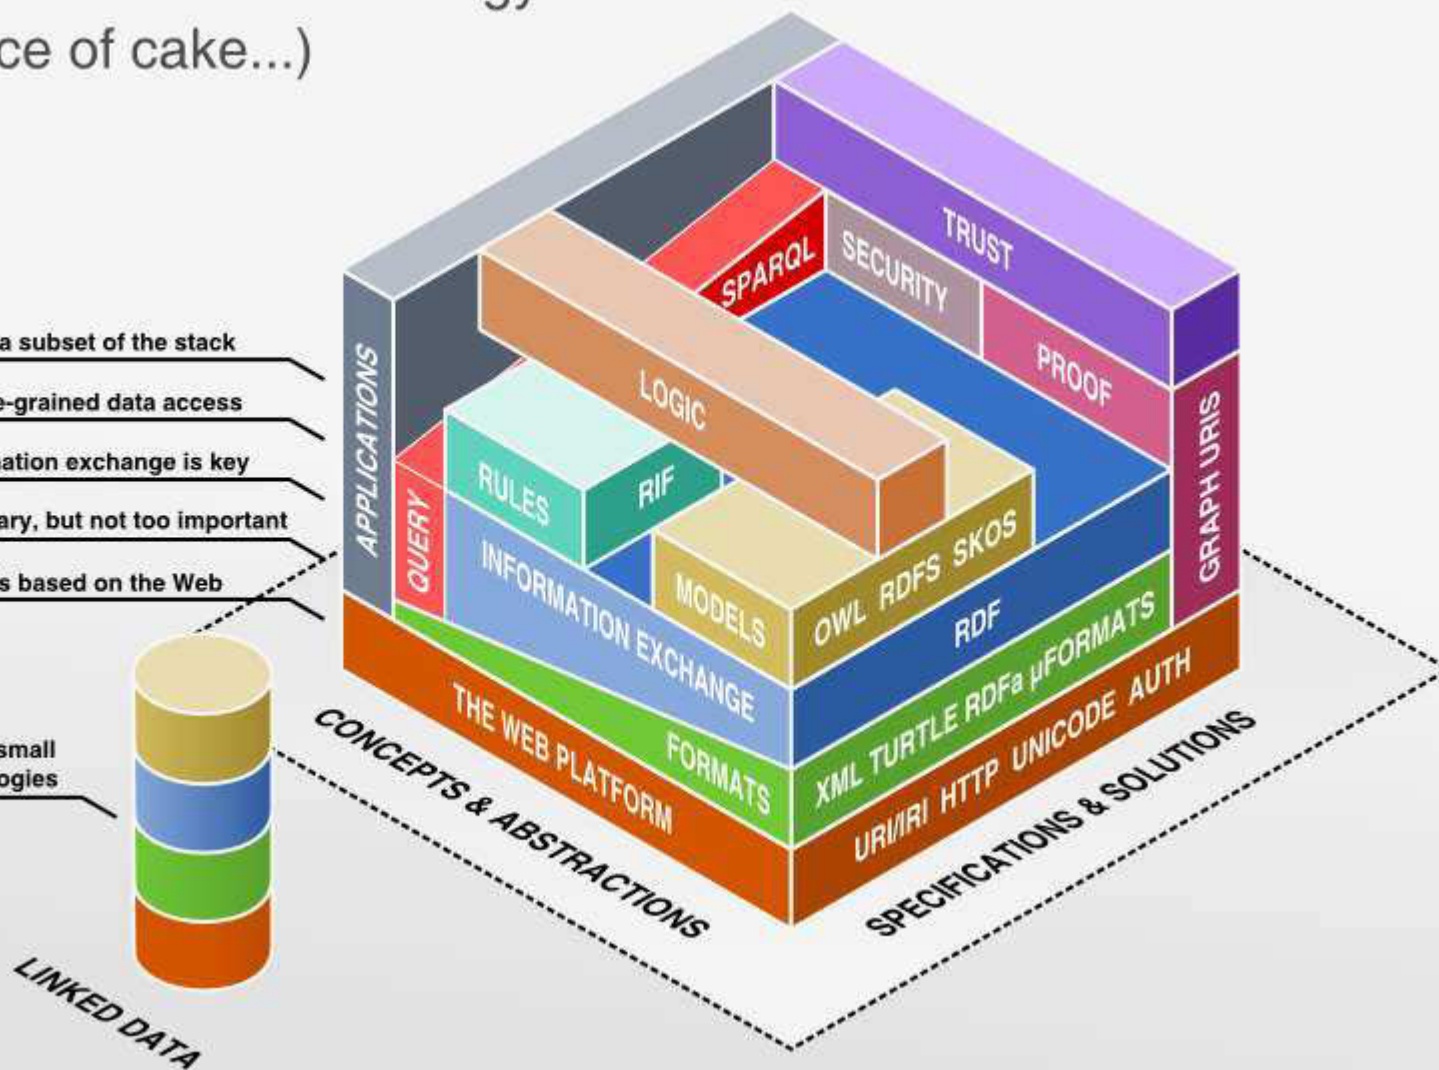 ce of cake...)
a subset of the stack
e-grained data access
ation exchange is key
ary, but not too important
s based on the Web
small
ogies
LINKED DATA
APPLICATIONS
QUERY
RULES
RIF
LOGIC
SPARQL
SECURITY
TRUST
PROOF
GRAPH URIS
INFORMATION EXCHANGE
MODELS
OWL RDFS SKOS
RDF
FORMATS
XML TURTLE RDFa µFORMATS
THE WEB PLATFORM
URI/IRI HTTP UNICODE AUTH
CONCEPTS & ABSTRACTIONS
SPECIFICATIONS & SOLUTIONS